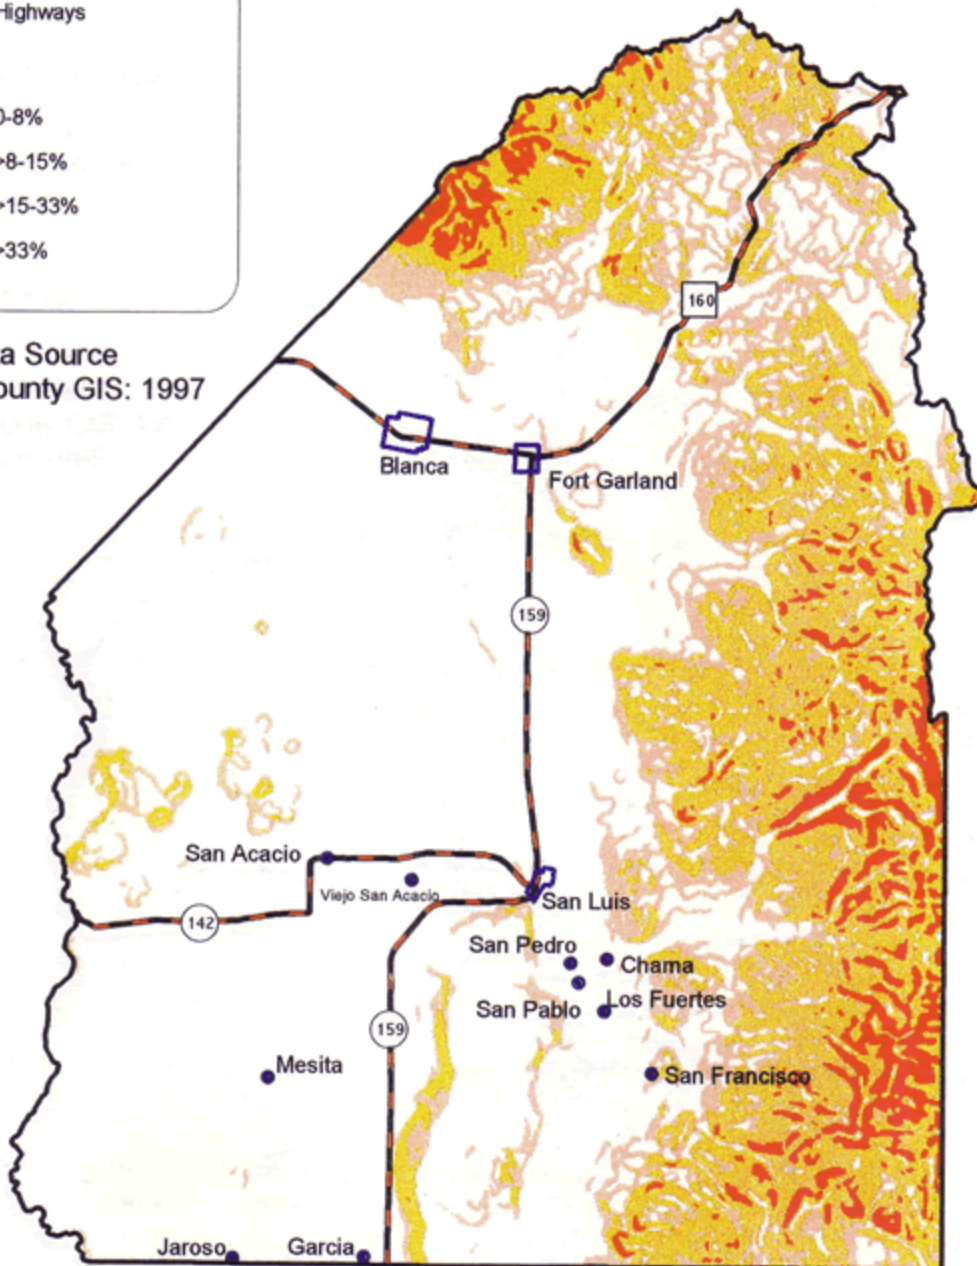 Highways
0-8%
>8-15%
>15-33%
>33%
a Source
ounty GIS: 1997
160
Blanca
Fort Garland
159
San Acacio
Viejo San Acacio
San Luis
142
San Pedro
Chama
San Pablo
Los Fuertes
159
Mesita
San Francisco
Jaroso
Garcia